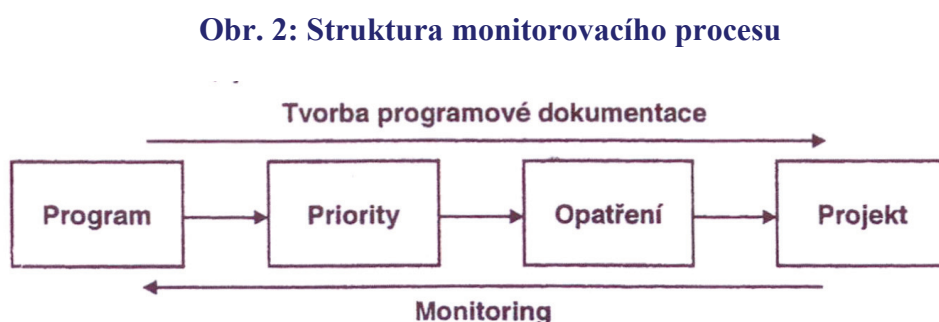 Obr. 2: Struktura monitorovacího procesu
Tvorba programové dokumentace
Program Priority Opatření Projekt
Monitoring